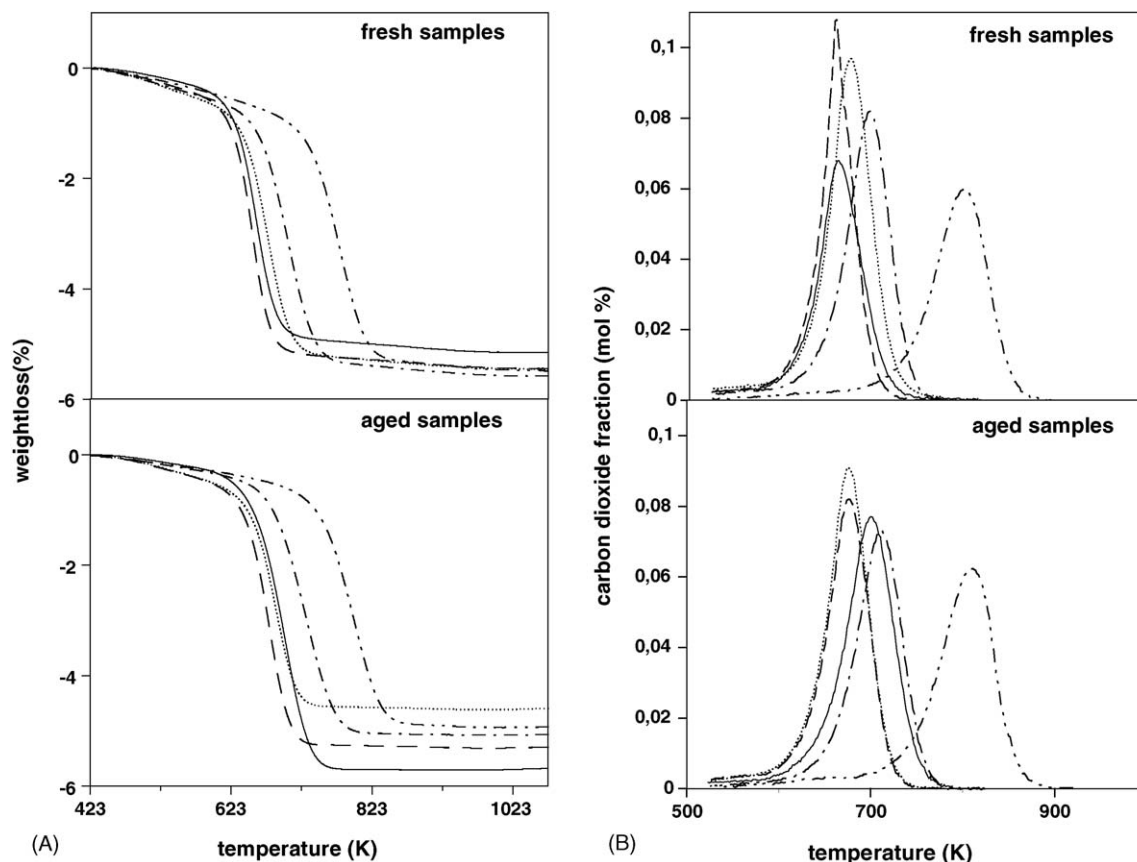 fresh samples
0
-2
-4
-6
aged samples
0
-2
-4
-6
423
623
823
1023
weightloss(%)
(A)
temperature (K)
fresh samples
0,1
0,08
0,06
0,04
0,02
0
aged samples
0,1
0,08
0,06
0,04
0,02
0
500
700
900
carbon dioxide fraction (mol %)
(B)
temperature (K)